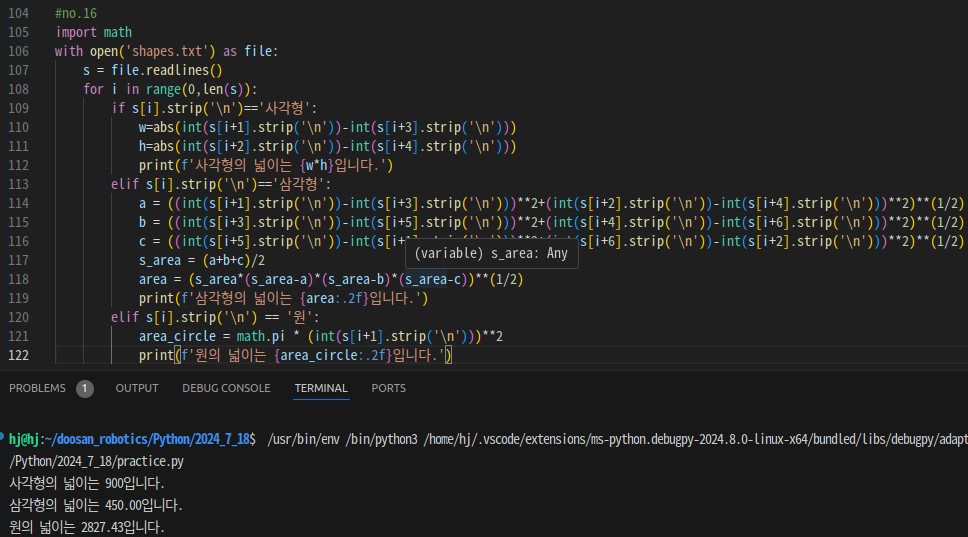 104 #no.16
105 import math
106 with open('shapes.txt') as file:
107 s = file.readlines()
108 for i in range(0,len(s)):
109 if s[i].strip('\n')=='사각형':
110 w=abs(int(s[i+1].strip('\n'))-int(s[i+3].strip('\n')))
111 h=abs(int(s[i+2].strip('\n'))-int(s[i+4].strip('\n')))
112 print(f'사각형의 넓이는 {w*h}입니다.')
113 elif s[i].strip('\n')=='삼각형':
114 a = ((int(s[i+1].strip('\n'))-int(s[i+3].strip('\n')))**2+(int(s[i+2].strip('\n'))-int(s[i+4].strip('\n')))**2)**(1/2)
115 b = ((int(s[i+3].strip('\n'))-int(s[i+5].strip('\n')))**2+(int(s[i+4].strip('\n'))-int(s[i+6].strip('\n')))**2)**(1/2)
116 c = ((int(s[i+5].strip('\n'))-int(s[i+1].strip('\n')))**2+(int(s[i+6].strip('\n'))-int(s[i+2].strip('\n')))**2)**(1/2)
(variable) s_area: Any
117 s_area = (a+b+c)/2
118 area = (s_area*(s_area-a)*(s_area-b)*(s_area-c))**(1/2)
119 print(f'삼각형의 넓이는 {area:.2f}입니다.')
120 elif s[i].strip('\n') == '원':
121 area_circle = math.pi * (int(s[i+1].strip('\n')))**2
122 print(f'원의 넓이는 {area_circle:.2f}입니다.')
PROBLEMS 1 OUTPUT DEBUG CONSOLE TERMINAL PORTS
hj@hj:~/doosan_robotics/Python/2024_7_18$ /usr/bin/env /bin/python3 /home/hj/.vscode/extensions/ms-python.debugpy-2024.8.0-linux-x64/bundled/libs/debugpy/adapt
/Python/2024_7_18/practice.py
사각형의 넓이는 900입니다.
삼각형의 넓이는 450.00입니다.
원의 넓이는 2827.43입니다.